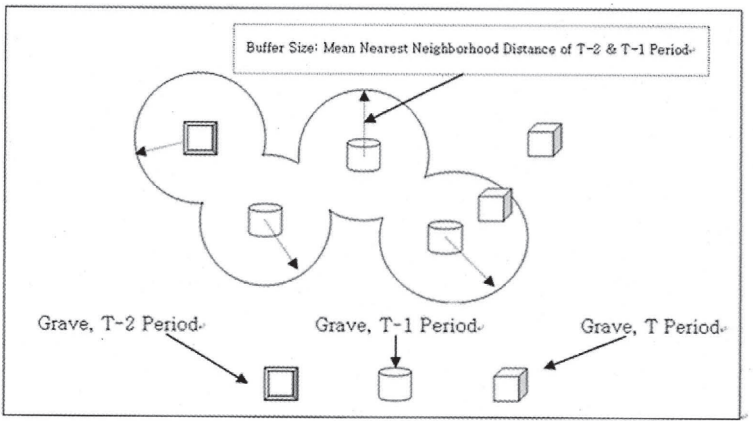 Buffer Size: Mean Nearest Neighborhood Distance of T-2 & T-1 Period
Grave, T-2 Period
Grave, T-1 Period
Grave, T Period